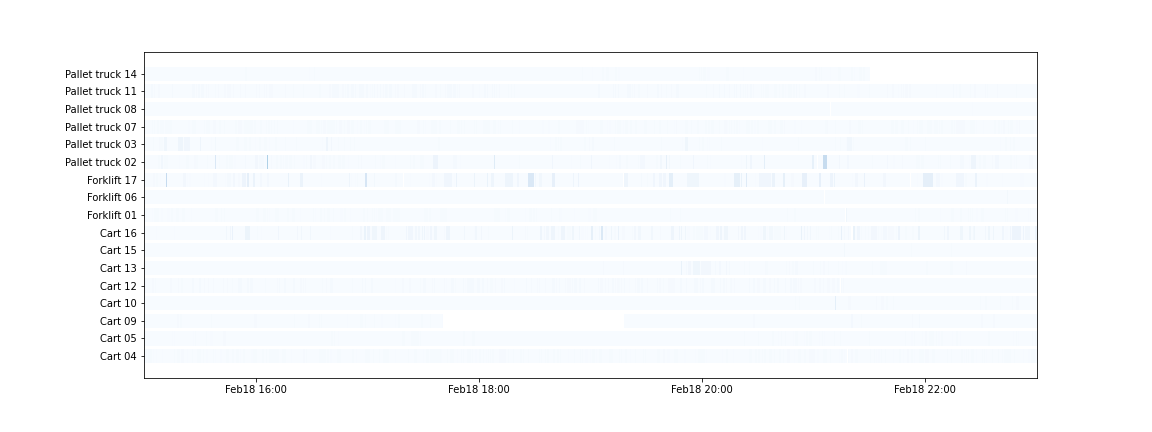 Pallet truck 14
Pallet truck 11
Pallet truck 08
Pallet truck 07
Pallet truck 03
Pallet truck 02
Forklift 17
Forklift 06
Forklift 01
Cart 16
Cart 15
Cart 13
Cart 12
Cart 10
Cart 09
Cart 05
Cart 04
Feb18 16:00 Feb18 18:00 Feb18 20:00 Feb18 22:00